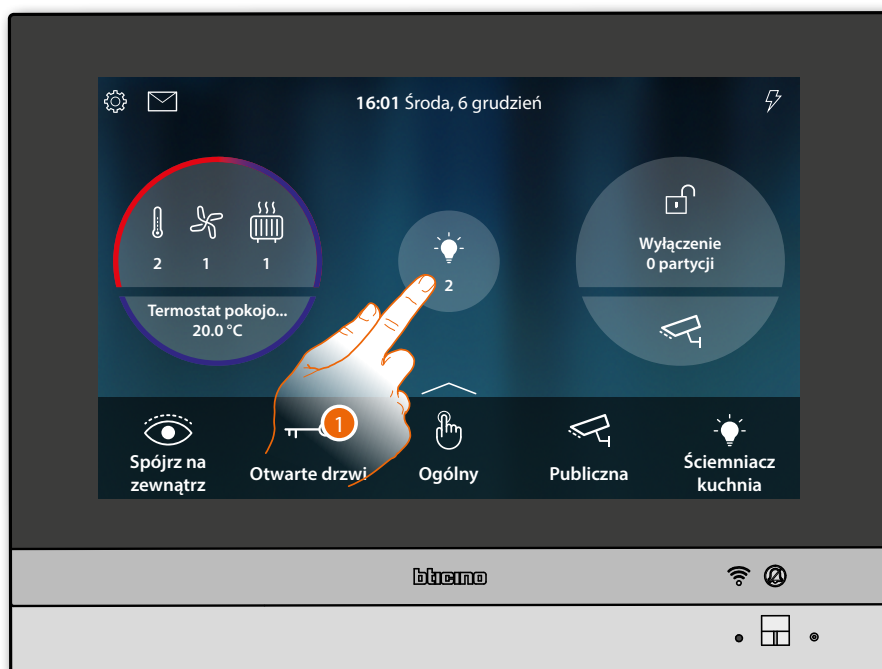 16:01 Środa, 6 grudzień
2 1 1
Termostat pokojo...
20.0 °C
2
Wyłączenie
0 partycji
1
Spójrz na
zewnątrz
Otwarte drzwi
Ogólny
Publiczna
Ściemniacz
kuchnia
bticino